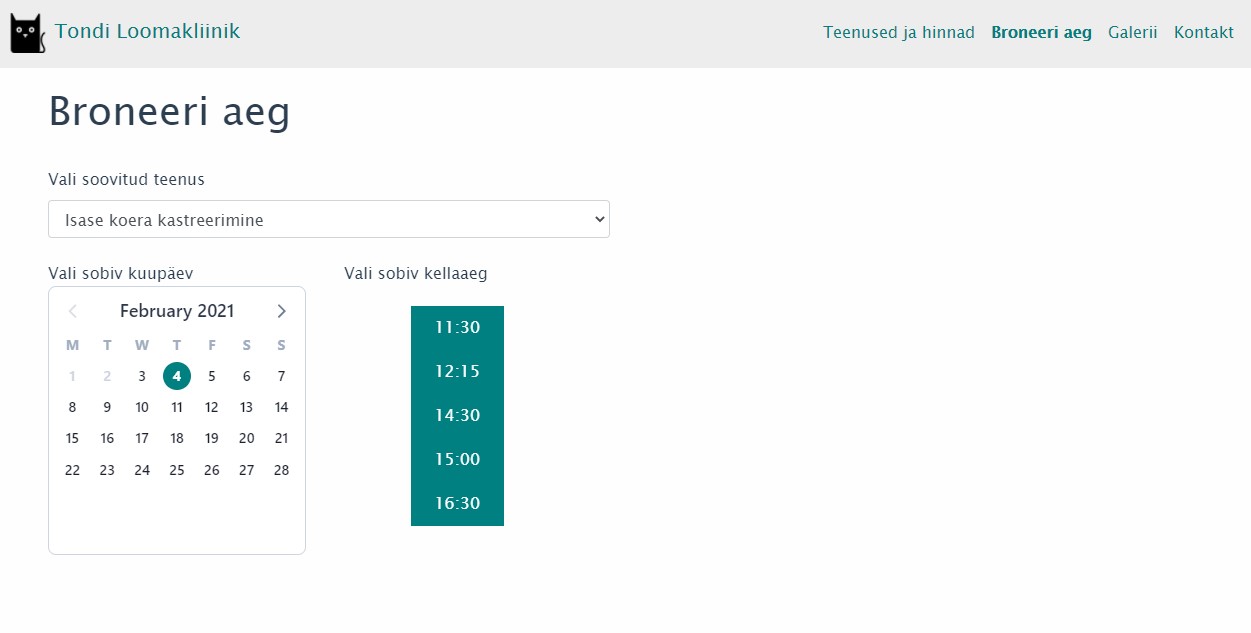 Tondi Loomakliinik
Teenused ja hinnad Broneeri aeg Galerii Kontakt
Broneeri aeg
Vali soovitud teenus
Isase koera kastreerimine
Vali sobiv kuupäev
February 2021
M T W T F S S
1 2 3 4 5 6 7
8 9 10 11 12 13 14
15 16 17 18 19 20 21
22 23 24 25 26 27 28
Vali sobiv kellaaeg
11:30
12:15
14:30
15:00
16:30